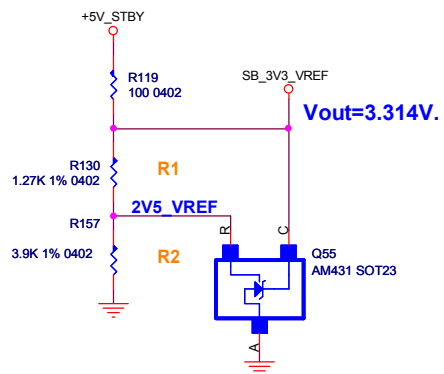 +5V_STBY
R119
100 0402
SB_3V3_VREF
Vout=3.314V.
R130
1.27K 1% 0402
R1
2V5_VREF
R157
3.9K 1% 0402
R2
R
C
Q55
AM431 SOT23
A